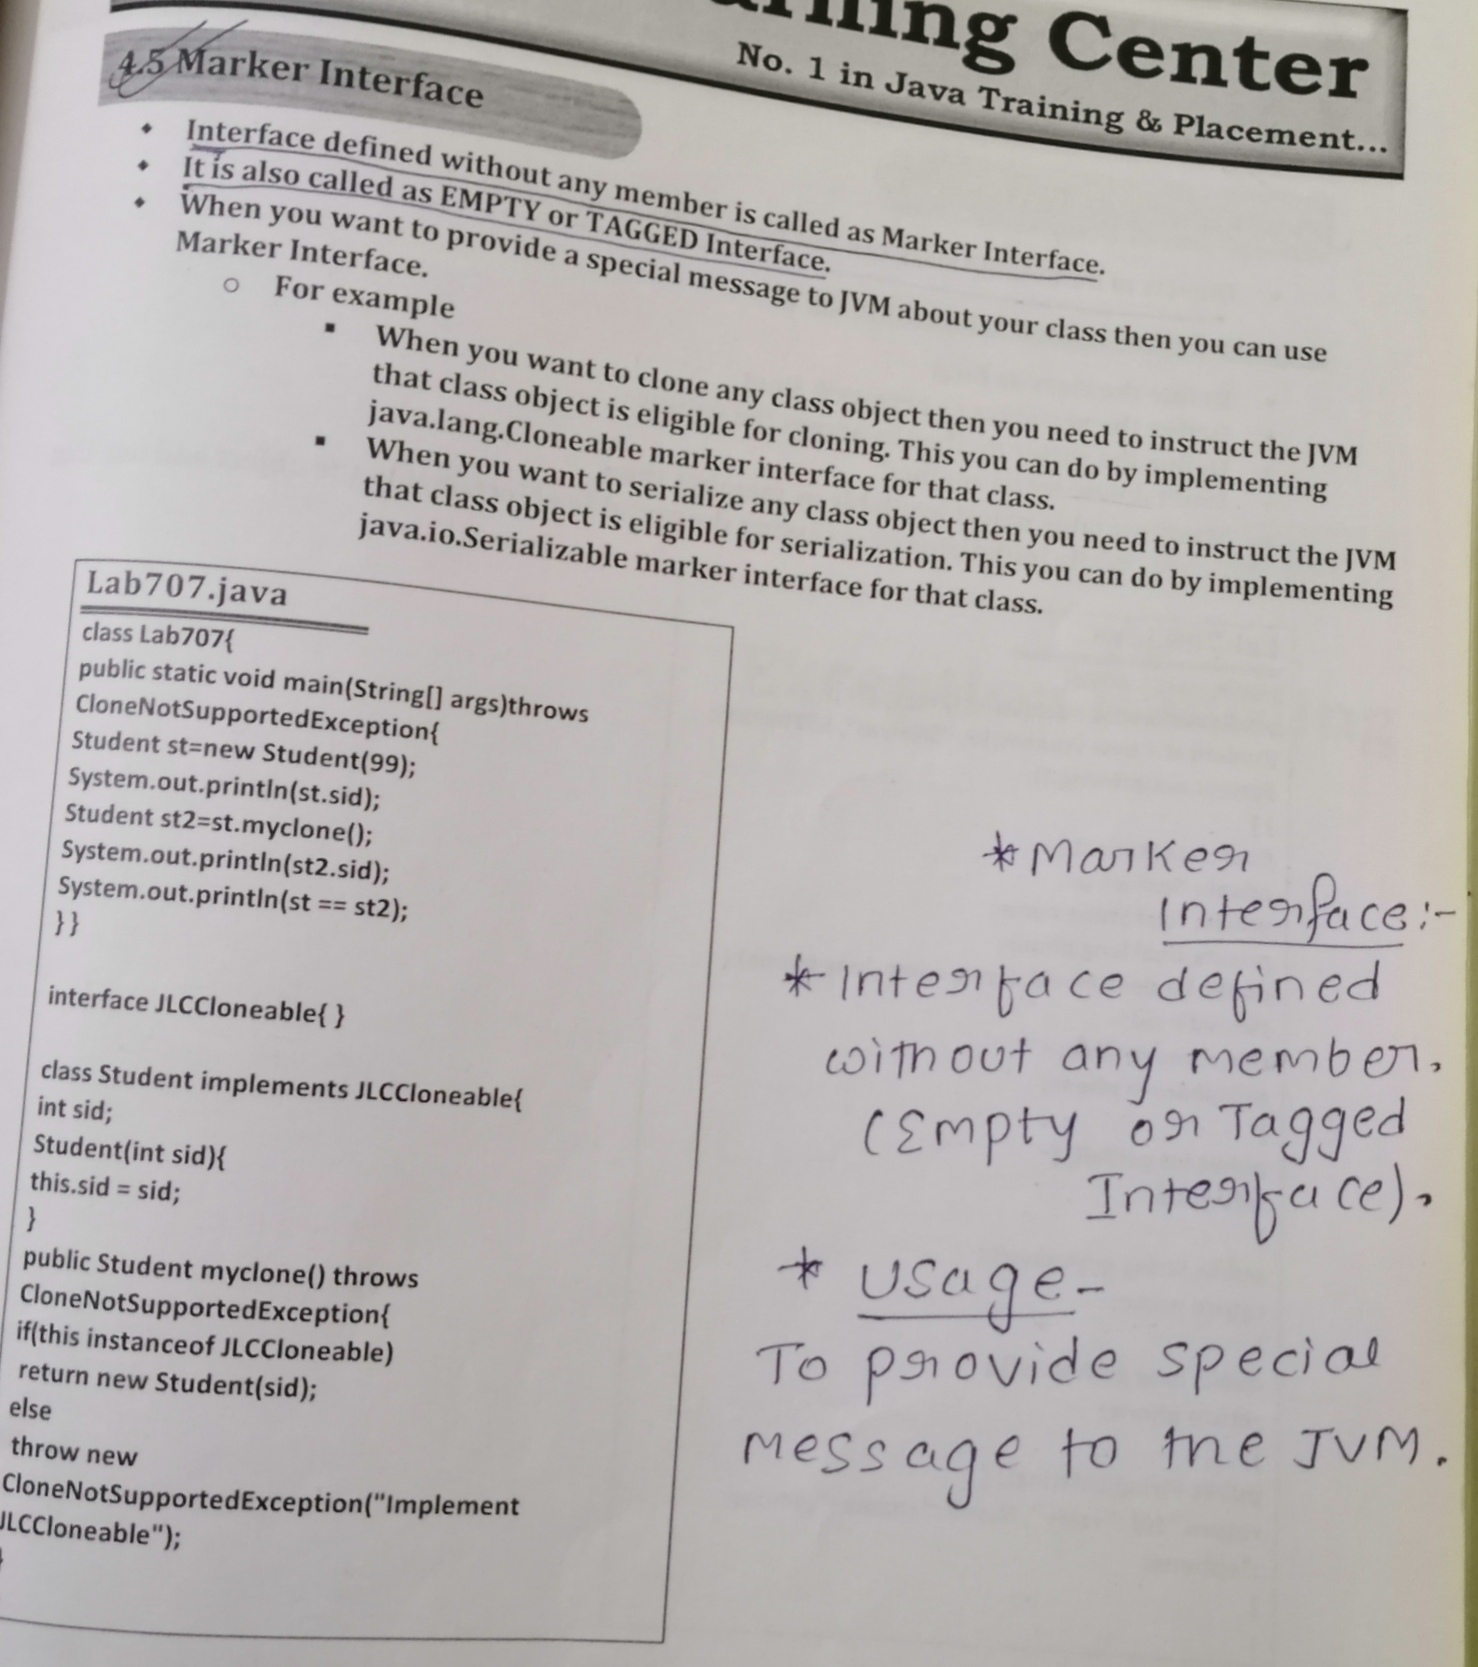 Center
No. 1 in Java Training & Placement...
4.5 Marker Interface
Interface defined without any member is called as Marker Interface.
It is also called as EMPTY or TAGGED Interface.
When you want to provide a special message to JVM about your class then you can use
Marker Interface.
For example
When you want to clone any class object then you need to instruct the JVM
that class object is eligible for cloning. This you can do by implementing
java.lang.Cloneable marker interface for that class.
When you want to serialize any class object then you need to instruct the JVM
that class object is eligible for serialization. This you can do by implementing
java.io.Serializable marker interface for that class.
Lab707.java
class Lab707{
public static void main(String[] args)throws
CloneNotSupportedException{
Student st=new Student(99);
System.out.println(st.sid);
Student st2=st.myclone();
System.out.println(st2.sid);
System.out.println(st == st2);
}}
interface JLCCloneable{ }
class Student implements JLCCloneable{
int sid;
Student(int sid){
this.sid = sid;
}
public Student myclone() throws
CloneNotSupportedException{
if(this instanceof JLCCloneable)
return new Student(sid);
else
throw new
CloneNotSupportedException("Implement
JLCCloneable");
}
* Marker
Interface:-
* Interface defined
without any member.
(Empty or Tagged
Interface).
* Usage-
To provide special
message to the JVM.